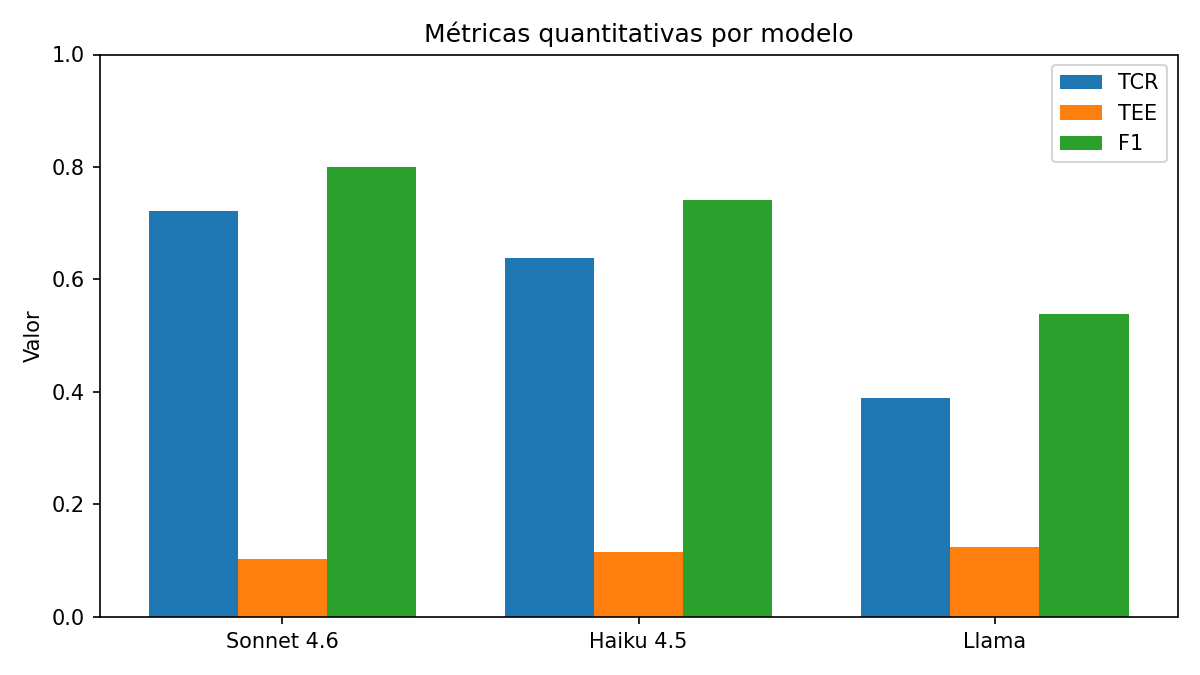 Métricas quantitativas por modelo
1.0
0.8
0.6
0.4
0.2
0.0
Valor
TCR
TEE
F1
Sonnet 4.6
Haiku 4.5
Llama